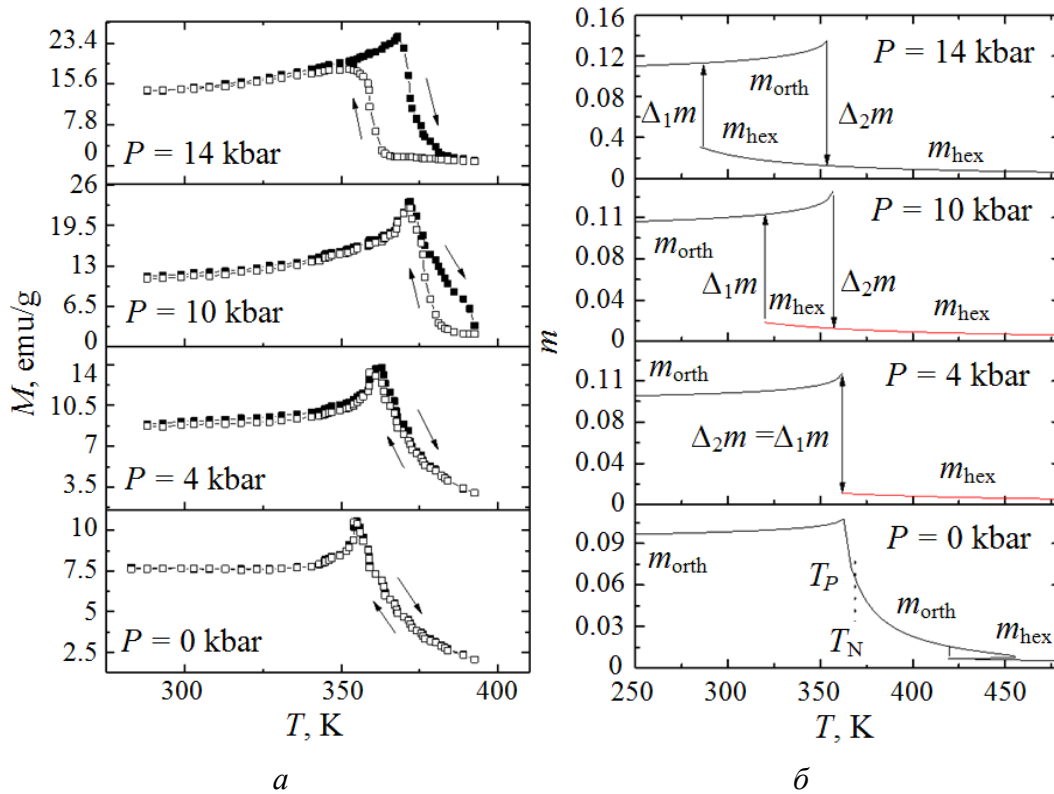 M, emu/g
23.4
15.6
7.8
0
P = 14 kbar
26
19.5
13
6.5
0
P = 10 kbar
14
10.5
7
3.5
P = 4 kbar
10
7.5
5
2.5
P = 0 kbar
300
350
400
T, K
а
m
0.16
0.12
0.08
0.4
0
P = 14 kbar
m_orth
Δ₁m
Δ₂m
m_hex
m_hex
0.11
0.08
0.04
0
P = 10 kbar
m_orth
Δ₁m
m_hex
Δ₂m
m_hex
0.11
0.08
0.04
0
m_orth
P = 4 kbar
Δ₂m =Δ₁m
m_hex
0.09
0.06
0.03
0
P = 0 kbar
m_orth
T_P
m_orth
T_N
m_hex
250
300
350
400
450
T, K
б